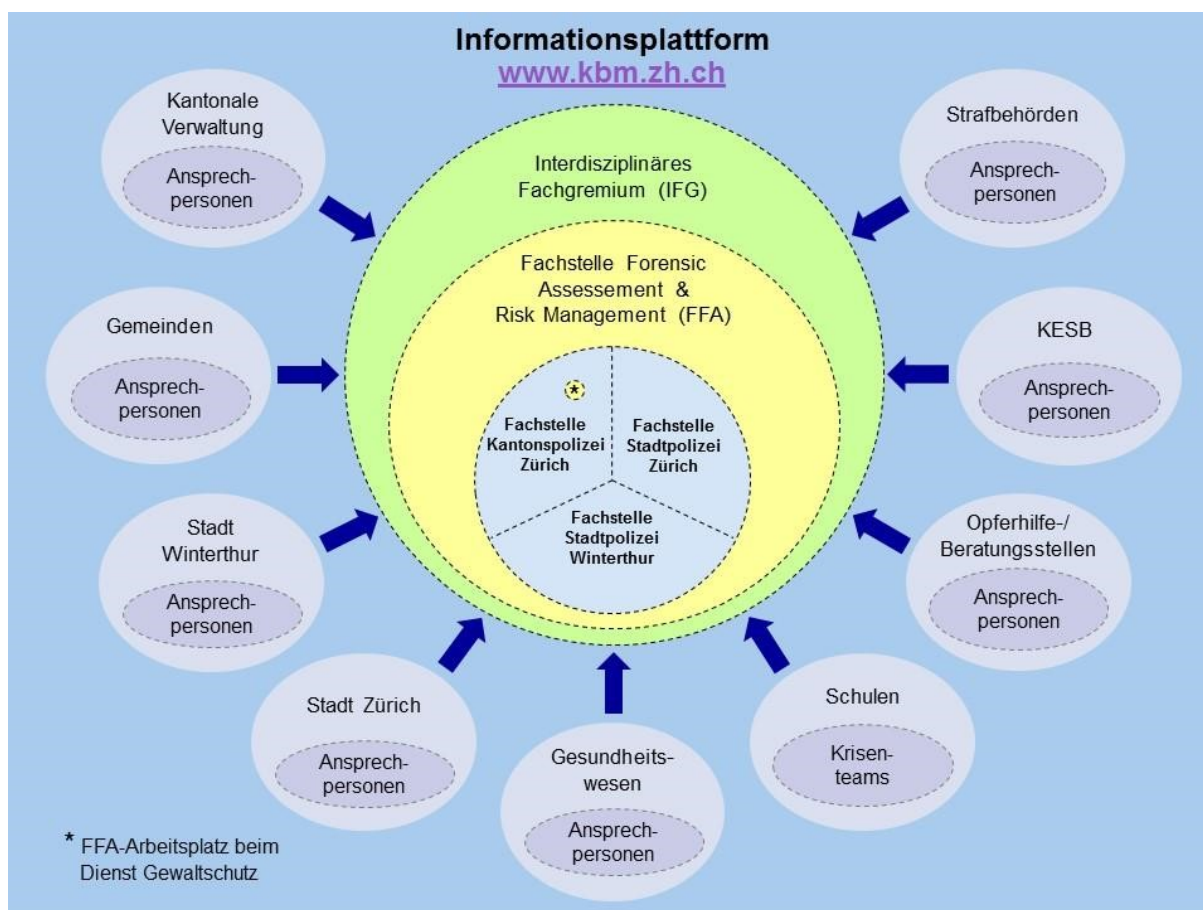 Informationsplattform
www.kbm.zh.ch
Kantonale
Verwaltung
Ansprech-
personen
Strafbehörden
Ansprech-
personen
Interdisziplinäres
Fachgremium (IFG)
Fachstelle Forensic
Assessement &
Risk Management (FFA)
Gemeinden
Ansprech-
personen
KESB
Ansprech-
personen
*
Fachstelle
Kantonspolizei
Zürich
Fachstelle
Stadtpolizei
Zürich
Fachstelle
Stadtpolizei
Winterthur
Stadt
Winterthur
Ansprech-
personen
Opferhilfe-/
Beratungsstellen
Ansprech-
personen
Stadt Zürich
Ansprech-
personen
Gesundheits-
wesen
Ansprech-
personen
Schulen
Krisen-
teams
* FFA-Arbeitsplatz beim
Dienst Gewaltschutz